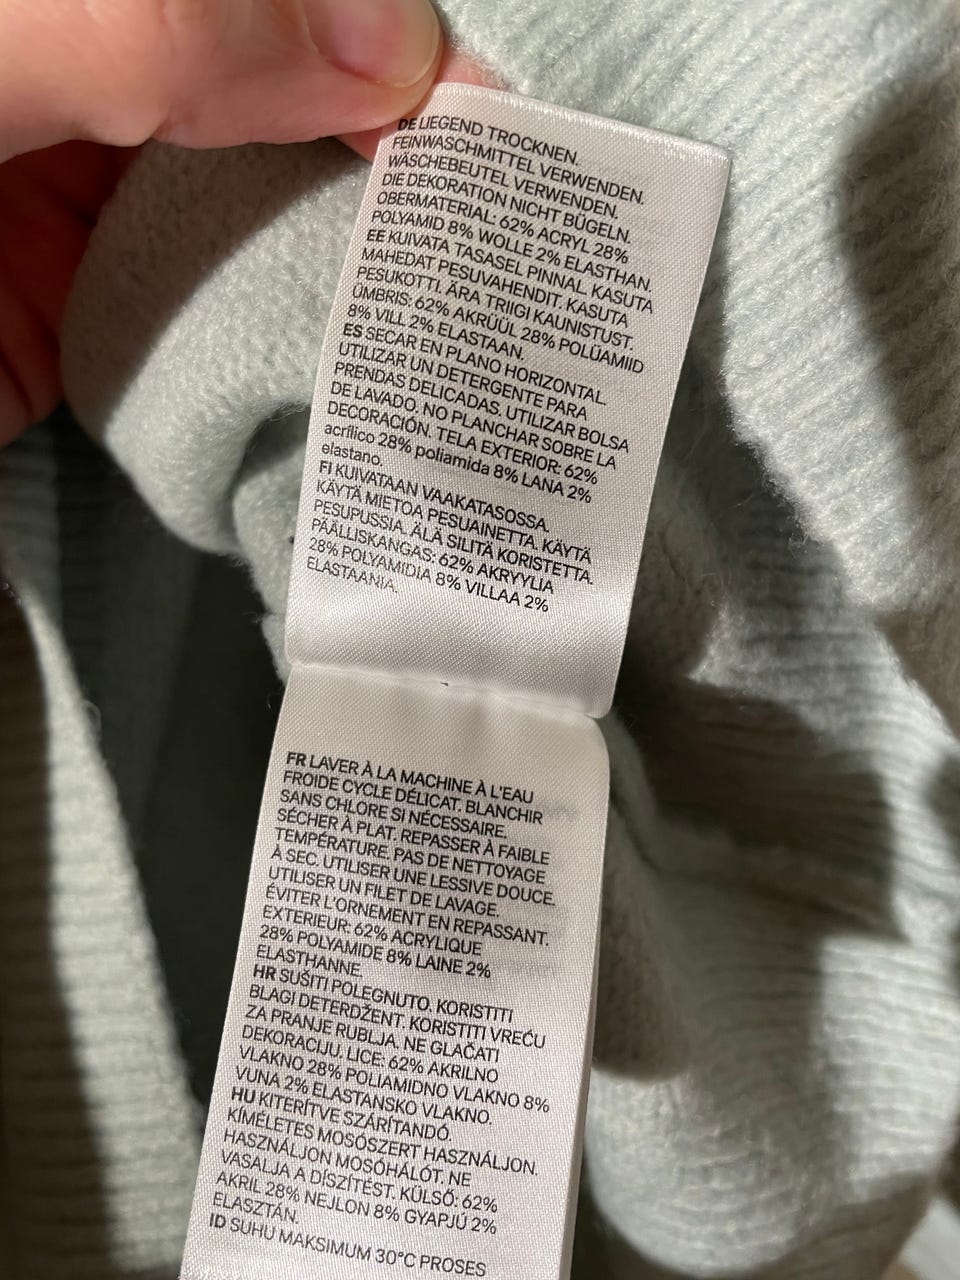 DE LIEGEND TROCKNEN.
FEINWASCHMITTEL VERWENDEN.
WÄSCHEBEUTEL VERWENDEN.
DIE DEKORATION NICHT BÜGELN.
OBERMATERIAL: 62% ACRYL 28%
POLYAMID 8% WOLLE 2% ELASTHAN.
EE KUIVATA TASASEL PINNAL. KASUTA
MAHEDAT PESUVAHENDIT. KASUTA
PESUKOTTI. ÄRA TRIIGI KAUNISTUST.
ÜMBRIS: 62% AKRÜÜL 28% POLÜAMIID
8% VILL 2% ELASTAAN.
ES SECAR EN PLANO HORIZONTAL.
UTILIZAR UN DETERGENTE PARA
PRENDAS DELICADAS. UTILIZAR BOLSA
DE LAVADO. NO PLANCHAR SOBRE LA
DECORACIÓN. TELA EXTERIOR: 62%
acrílico 28% poliamida 8% LANA 2%
elastano.
FI KUIVATAAN VAAKATASOSSA.
KÄYTÄ MIETOA PESUAINETTA. KÄYTÄ
PESUPUSSIA. ÄLÄ SILITÄ KORISTETTA.
PÄÄLLISKANGAS: 62% AKRYYLIA
28% POLYAMIDIA 8% VILLAA 2%
ELASTAANIA.
FR LAVER À LA MACHINE À L'EAU
FROIDE CYCLE DÉLICAT. BLANCHIR
SANS CHLORE SI NÉCESSAIRE.
SÉCHER À PLAT. REPASSER À FAIBLE
TEMPÉRATURE. PAS DE NETTOYAGE
À SEC. UTILISER UNE LESSIVE DOUCE.
UTILISER UN FILET DE LAVAGE.
ÉVITER L'ORNEMENT EN REPASSANT.
EXTERIEUR: 62% ACRYLIQUE
28% POLYAMIDE 8% LAINE 2%
ELASTHANNE.
HR SUŠITI POLEGNUTO. KORISTITI
BLAGI DETERDŽENT. KORISTITI VREĆU
ZA PRANJE RUBLJA. NE GLAČATI
DEKORACIJU. LICE: 62% AKRILNO
VLAKNO 28% POLIAMIDNO VLAKNO 8%
VUNA 2% ELASTANSKO VLAKNO.
HU KITERÍTVE SZÁRÍTANDÓ.
KÍMÉLETES MOSÓSZERT HASZNÁLJON.
HASZNÁLJON MOSÓHÁLÓT. NE
VASALJA A DÍSZÍTÉST. KÜLSŐ: 62%
AKRIL 28% NEJLON 8% GYAPJÚ 2%
ELASZTÁN.
ID SUHU MAKSIMUM 30°C PROSES